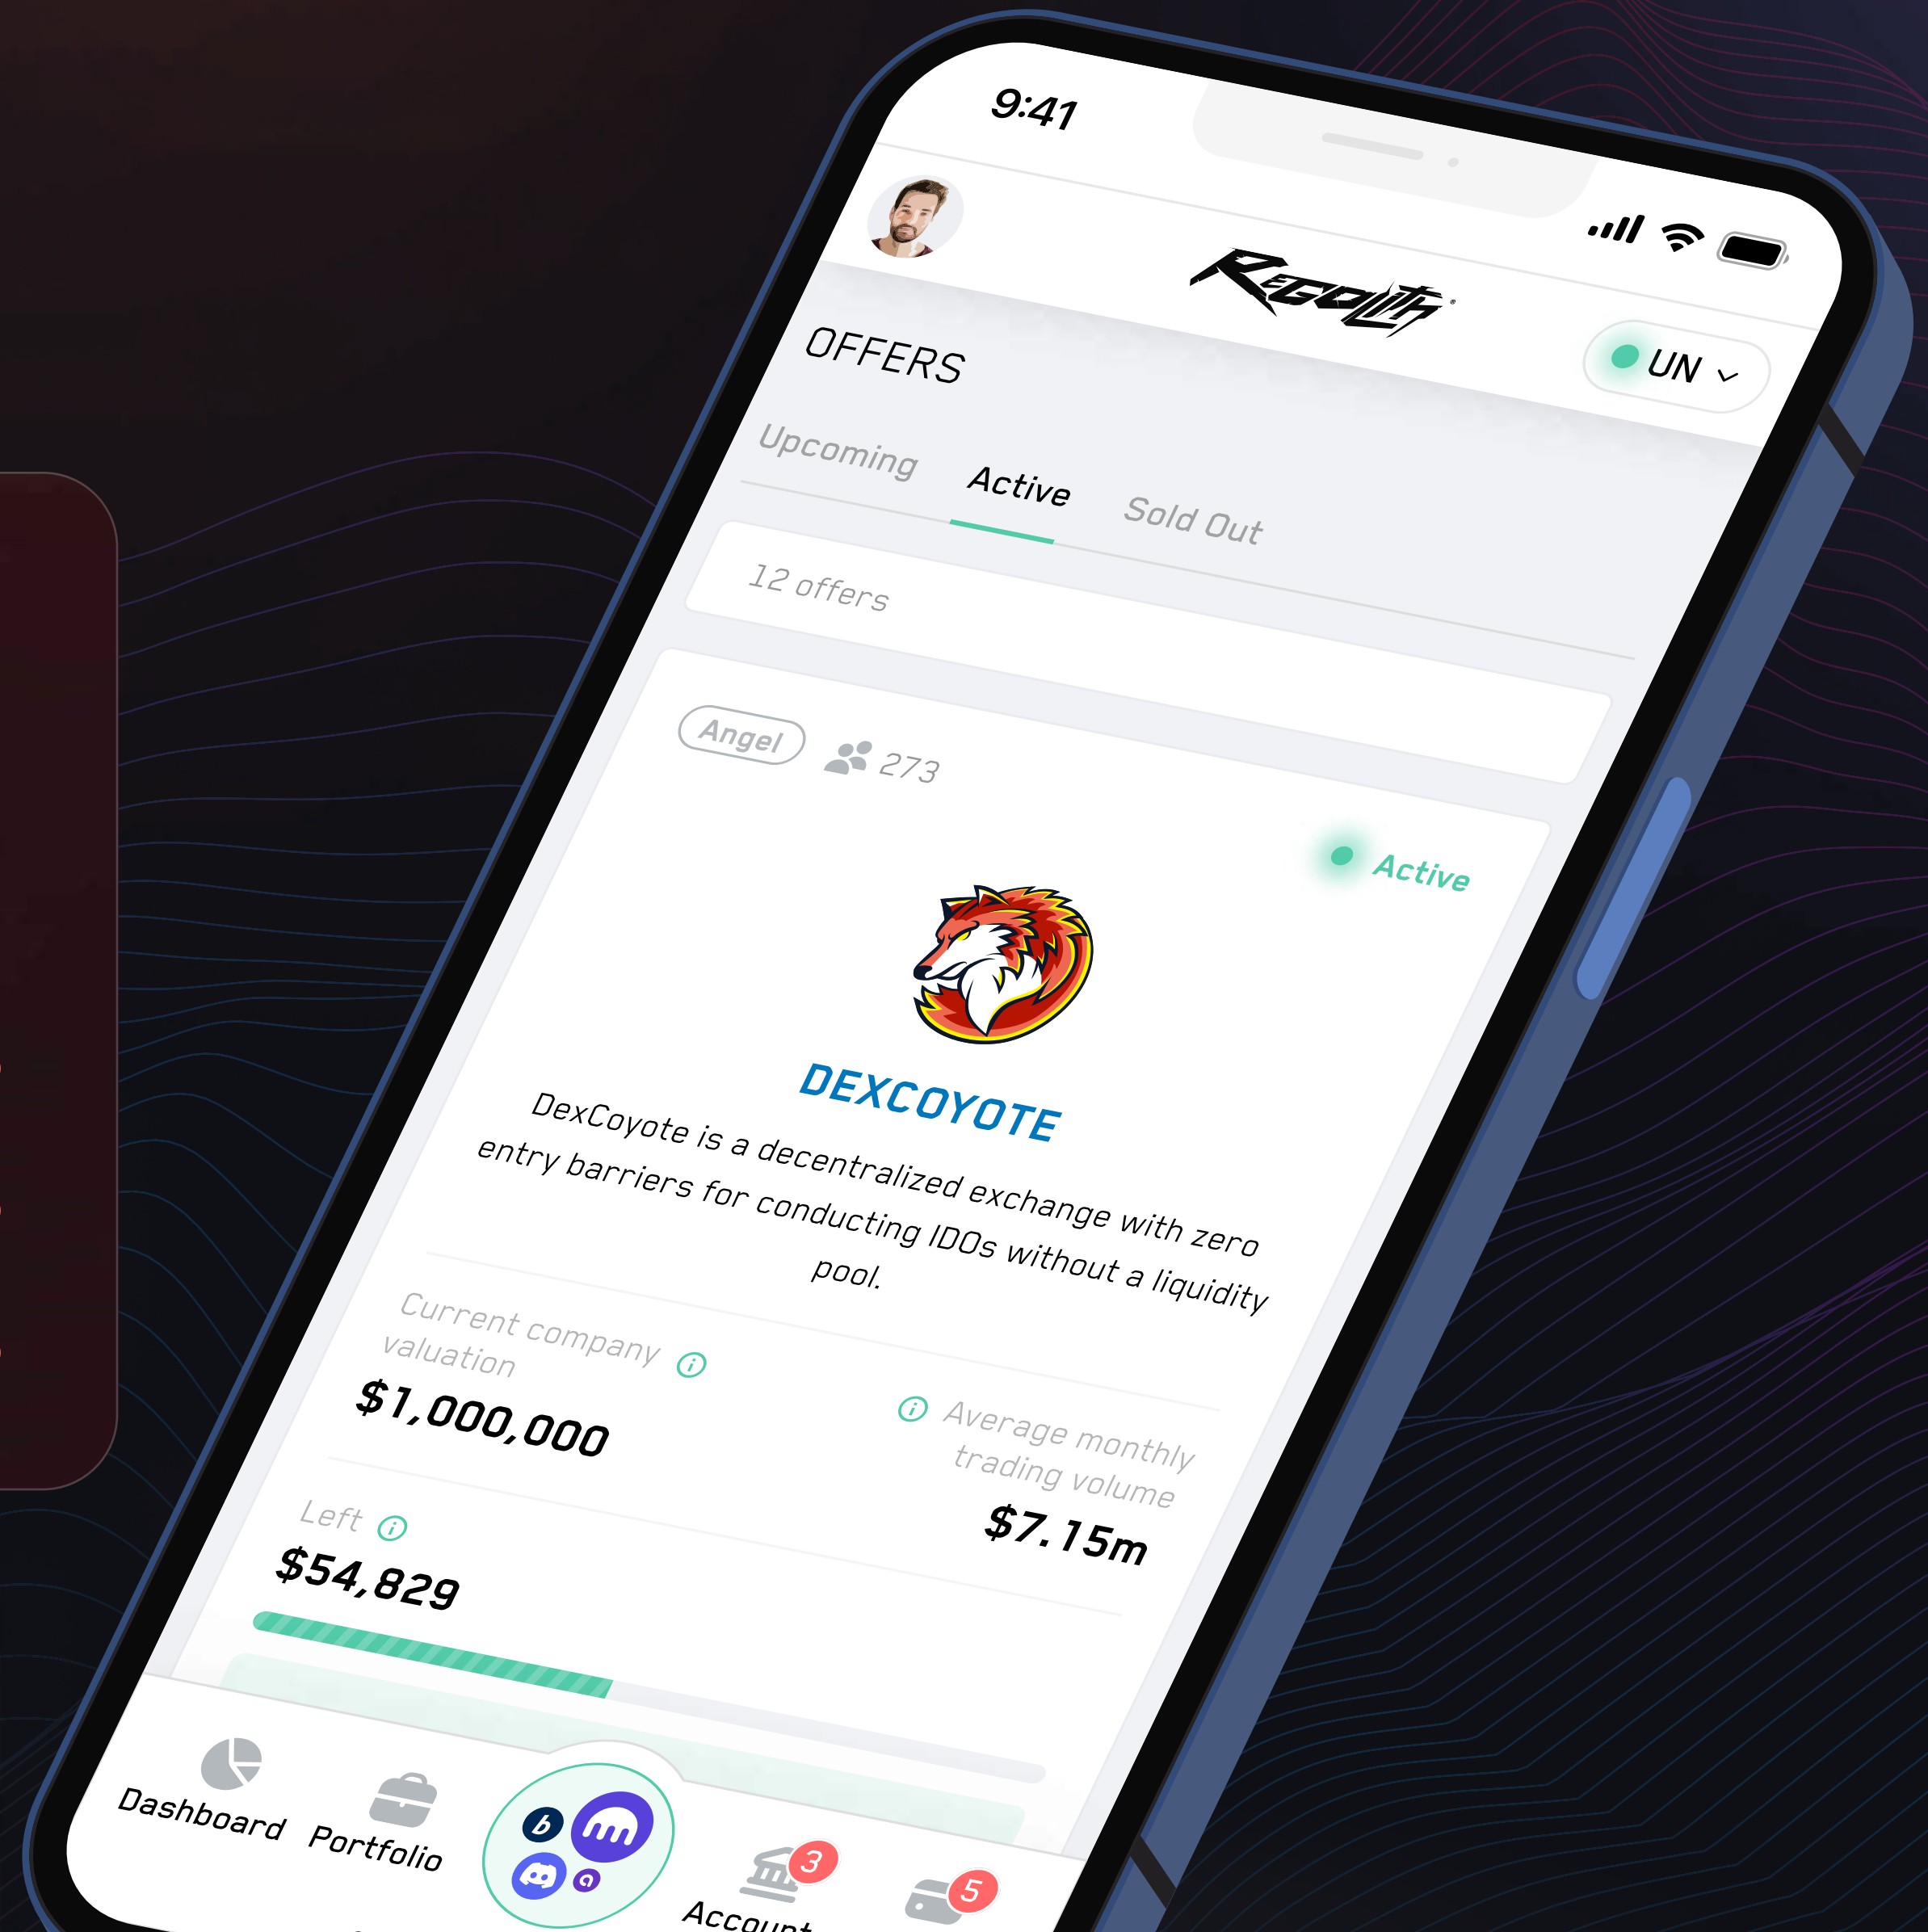 9:41
REGOLITH
UN
OFFERS
Upcoming Active Sold Out
12 offers
Angel 273
Active
DEXCOYOTE
DexCoyote is a decentralized exchange with zero
entry barriers for conducting IDOs without a liquidity
pool.
Current company
valuation
$1,000,000
Average monthly
trading volume
$7.15m
Left
$54,829
Dashboard
Portfolio
b
a
3
Account
5